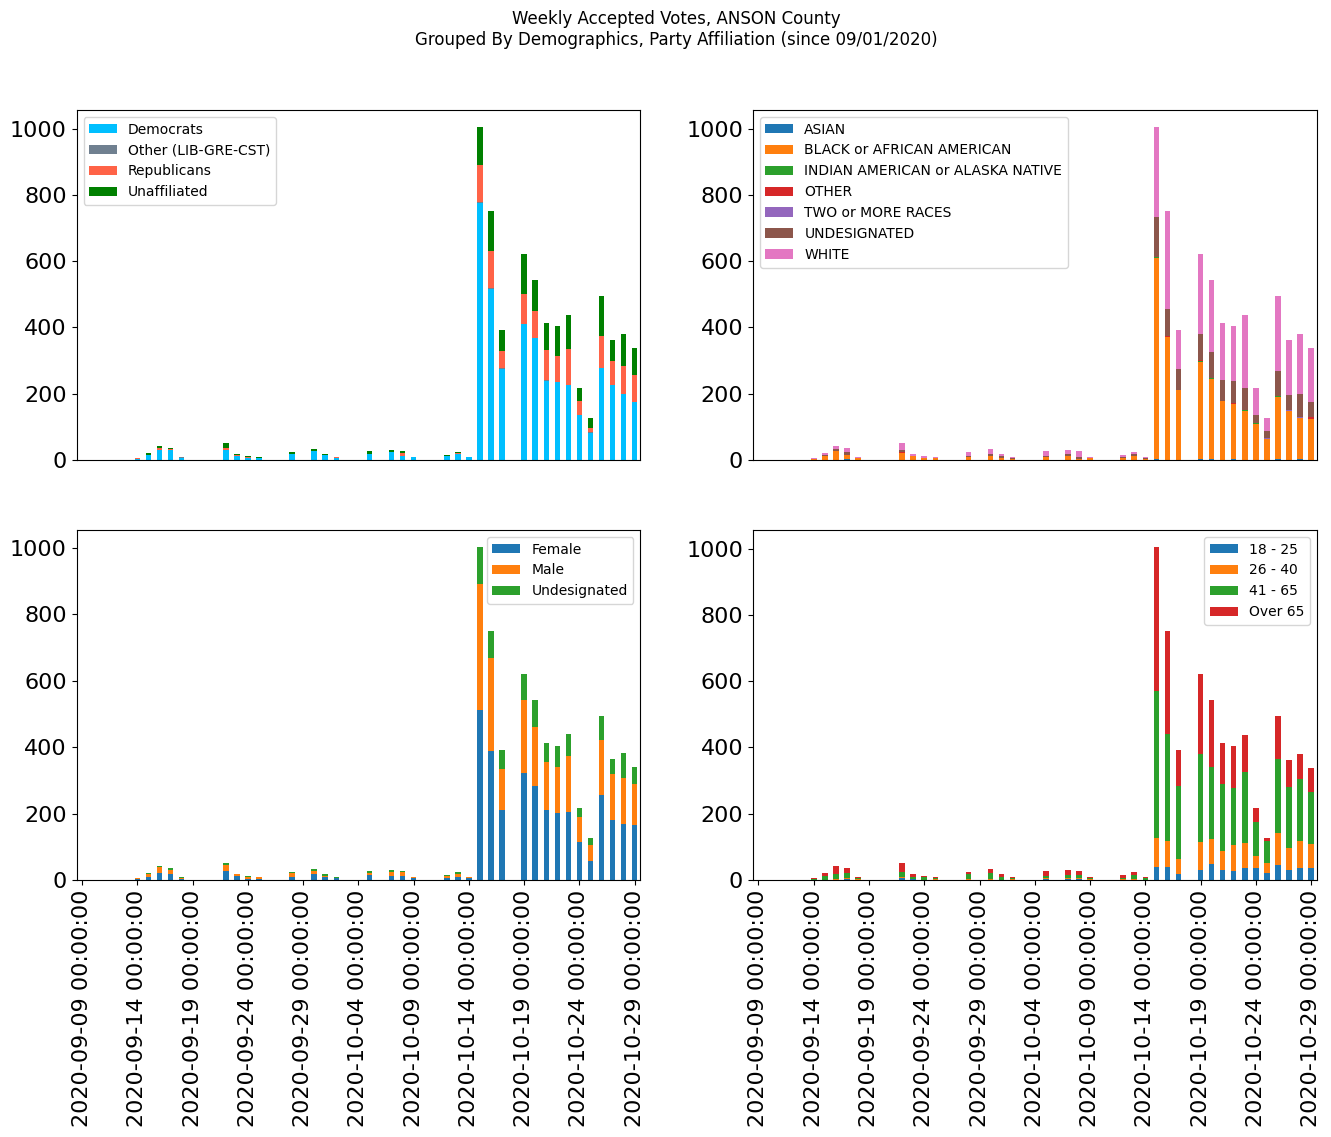 Weekly Accepted Votes, ANSON County
Grouped By Demographics, Party Affiliation (since 09/01/2020)
1000
800
600
400
200
0
Democrats
Other (LIB-GRE-CST)
Republicans
Unaffiliated
1000
800
600
400
200
0
ASIAN
BLACK or AFRICAN AMERICAN
INDIAN AMERICAN or ALASKA NATIVE
OTHER
TWO or MORE RACES
UNDESIGNATED
WHITE
1000
800
600
400
200
0
Female
Male
Undesignated
2020-09-09 00:00:00
2020-09-14 00:00:00
2020-09-19 00:00:00
2020-09-24 00:00:00
2020-09-29 00:00:00
2020-10-04 00:00:00
2020-10-09 00:00:00
2020-10-14 00:00:00
2020-10-19 00:00:00
2020-10-24 00:00:00
2020-10-29 00:00:00
1000
800
600
400
200
0
18 - 25
26 - 40
41 - 65
Over 65
2020-09-09 00:00:00
2020-09-14 00:00:00
2020-09-19 00:00:00
2020-09-24 00:00:00
2020-09-29 00:00:00
2020-10-04 00:00:00
2020-10-09 00:00:00
2020-10-14 00:00:00
2020-10-19 00:00:00
2020-10-24 00:00:00
2020-10-29 00:00:00